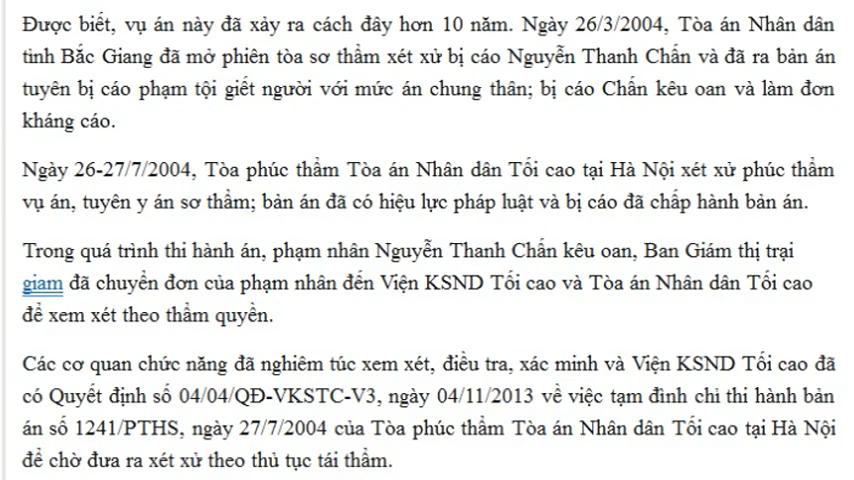 Được biết, vụ án này đã xảy ra cách đây hơn 10 năm. Ngày 26/3/2004, Tòa án Nhân dân
tỉnh Bắc Giang đã mở phiên tòa sơ thẩm xét xử bị cáo Nguyễn Thanh Chấn và đã ra bản án
tuyên bị cáo phạm tội giết người với mức án chung thân; bị cáo Chấn kêu oan và làm đơn
kháng cáo.
Ngày 26-27/7/2004, Tòa phúc thẩm Tòa án Nhân dân Tối cao tại Hà Nội xét xử phúc thẩm
vụ án, tuyên y án sơ thẩm; bản án đã có hiệu lực pháp luật và bị cáo đã chấp hành bản án.
Trong quá trình thi hành án, phạm nhân Nguyễn Thanh Chấn kêu oan, Ban Giám thị trại
giam đã chuyển đơn của phạm nhân đến Viện KSND Tối cao và Tòa án Nhân dân Tối cao
để xem xét theo thẩm quyền.
Các cơ quan chức năng đã nghiêm túc xem xét, điều tra, xác minh và Viện KSND Tối cao đã
có Quyết định số 04/04/QĐ-VKSTC-V3, ngày 04/11/2013 về việc tạm đình chỉ thi hành bản
án số 1241/PTHS, ngày 27/7/2004 của Tòa phúc thẩm Tòa án Nhân dân Tối cao tại Hà Nội
để chờ đưa ra xét xử theo thủ tục tái thẩm.